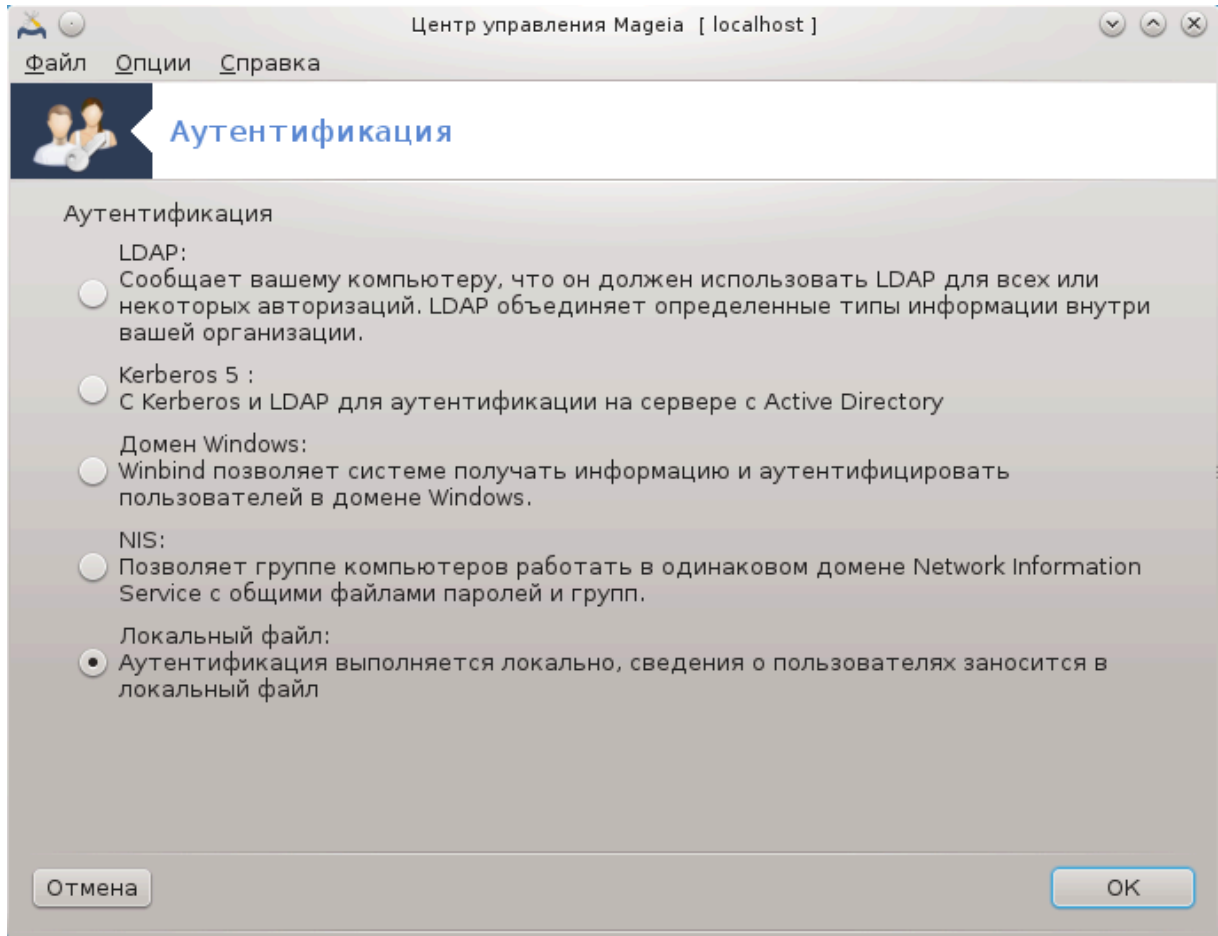 Центр управления Mageia [ localhost ]
Файл Опции Справка
Аутентификация
Аутентификация
LDAP:
Сообщает вашему компьютеру, что он должен использовать LDAP для всех или
некоторых авторизаций. LDAP объединяет определенные типы информации внутри
вашей организации.
Kerberos 5 :
С Kerberos и LDAP для аутентификации на сервере с Active Directory
Домен Windows:
Winbind позволяет системе получать информацию и аутентифицировать
пользователей в домене Windows.
NIS:
Позволяет группе компьютеров работать в одинаковом домене Network Information
Service с общими файлами паролей и групп.
Локальный файл:
Аутентификация выполняется локально, сведения о пользователях заносится в
локальный файл
Отмена
OK